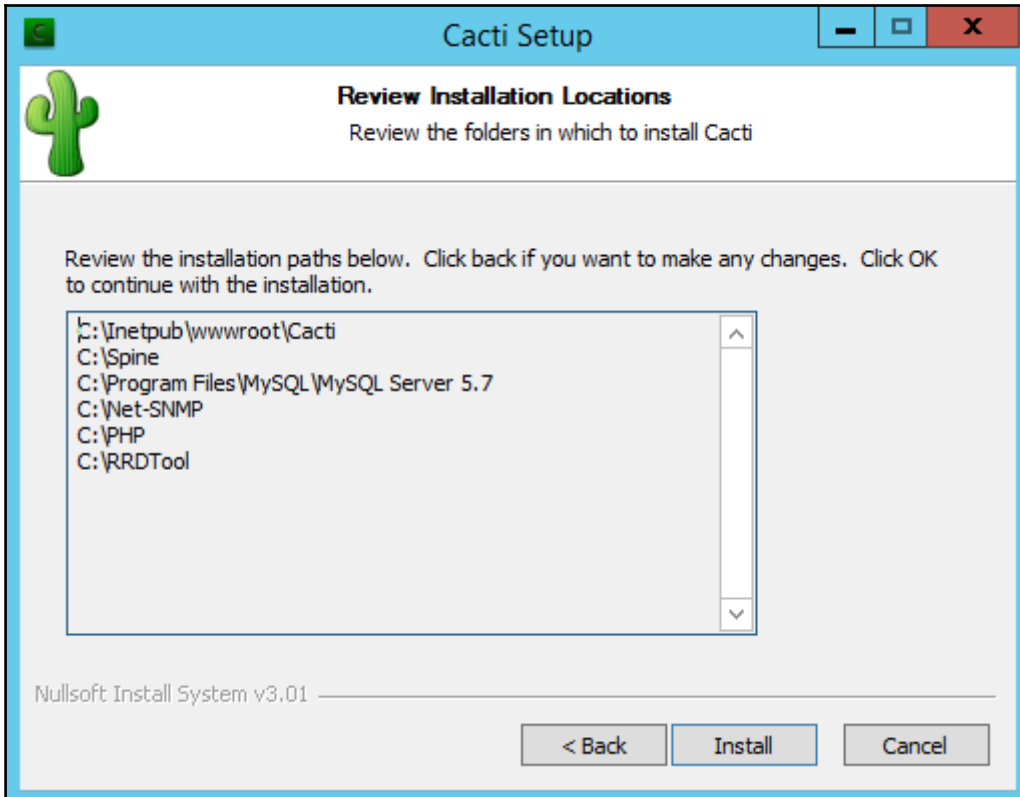 C
Cacti Setup
X
Review Installation Locations
Review the folders in which to install Cacti
Review the installation paths below.  Click back if you want to make any changes.  Click OK
to continue with the installation.
C:\Inetpub\wwwroot\Cacti
C:\Spine
C:\Program Files\MySQL\MySQL Server 5.7
C:\Net-SNMP
C:\PHP
C:\RRDTool
Nullsoft Install System v3.01
< Back
Install
Cancel